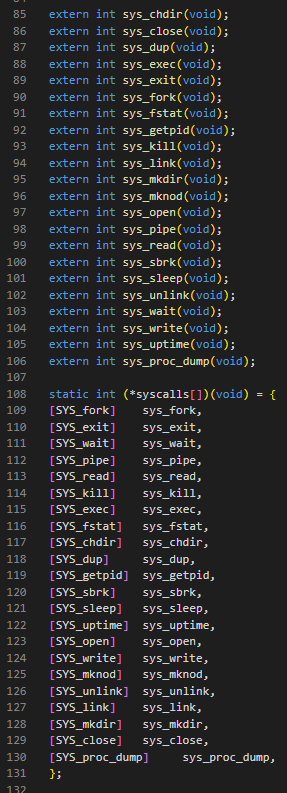 85 extern int sys_chdir(void);
86 extern int sys_close(void);
87 extern int sys_dup(void);
88 extern int sys_exec(void);
89 extern int sys_exit(void);
90 extern int sys_fork(void);
91 extern int sys_fstat(void);
92 extern int sys_getpid(void);
93 extern int sys_kill(void);
94 extern int sys_link(void);
95 extern int sys_mkdir(void);
96 extern int sys_mknod(void);
97 extern int sys_open(void);
98 extern int sys_pipe(void);
99 extern int sys_read(void);
100 extern int sys_sbrk(void);
101 extern int sys_sleep(void);
102 extern int sys_unlink(void);
103 extern int sys_wait(void);
104 extern int sys_write(void);
105 extern int sys_uptime(void);
106 extern int sys_proc_dump(void);
107
108 static int (*syscalls[])(void) = {
109 [SYS_fork]    sys_fork,
110 [SYS_exit]    sys_exit,
111 [SYS_wait]    sys_wait,
112 [SYS_pipe]    sys_pipe,
113 [SYS_read]    sys_read,
114 [SYS_kill]    sys_kill,
115 [SYS_exec]    sys_exec,
116 [SYS_fstat]   sys_fstat,
117 [SYS_chdir]   sys_chdir,
118 [SYS_dup]     sys_dup,
119 [SYS_getpid]  sys_getpid,
120 [SYS_sbrk]    sys_sbrk,
121 [SYS_sleep]   sys_sleep,
122 [SYS_uptime]  sys_uptime,
123 [SYS_open]    sys_open,
124 [SYS_write]   sys_write,
125 [SYS_mknod]   sys_mknod,
126 [SYS_unlink]  sys_unlink,
127 [SYS_link]    sys_link,
128 [SYS_mkdir]   sys_mkdir,
129 [SYS_close]   sys_close,
130 [SYS_proc_dump]     sys_proc_dump,
131 };
132